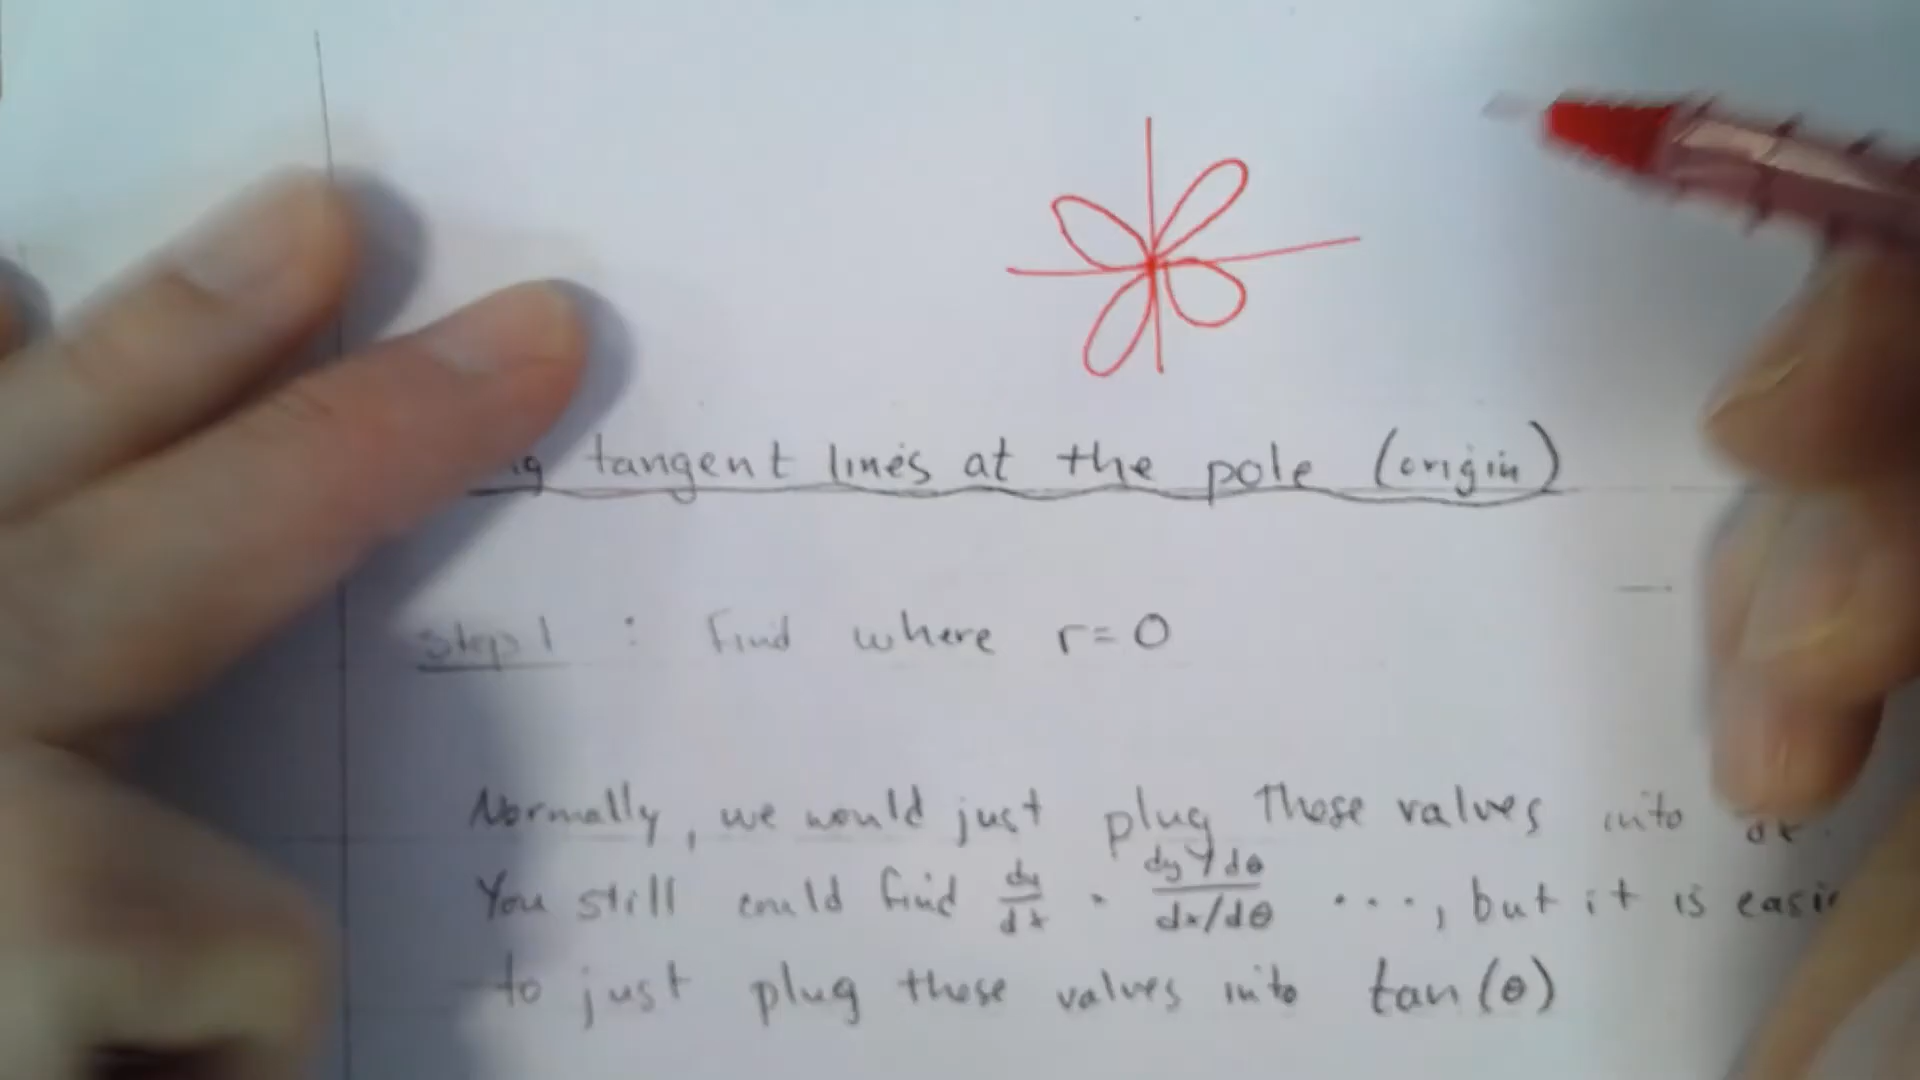 tangent lines at the pole (origin)
Step 1 : Find where r = 0
Normally, we would just plug those values into
You still could find dy/dx = dy/dθ / dx/dθ ..., but it is
to just plug these values into tan(θ)